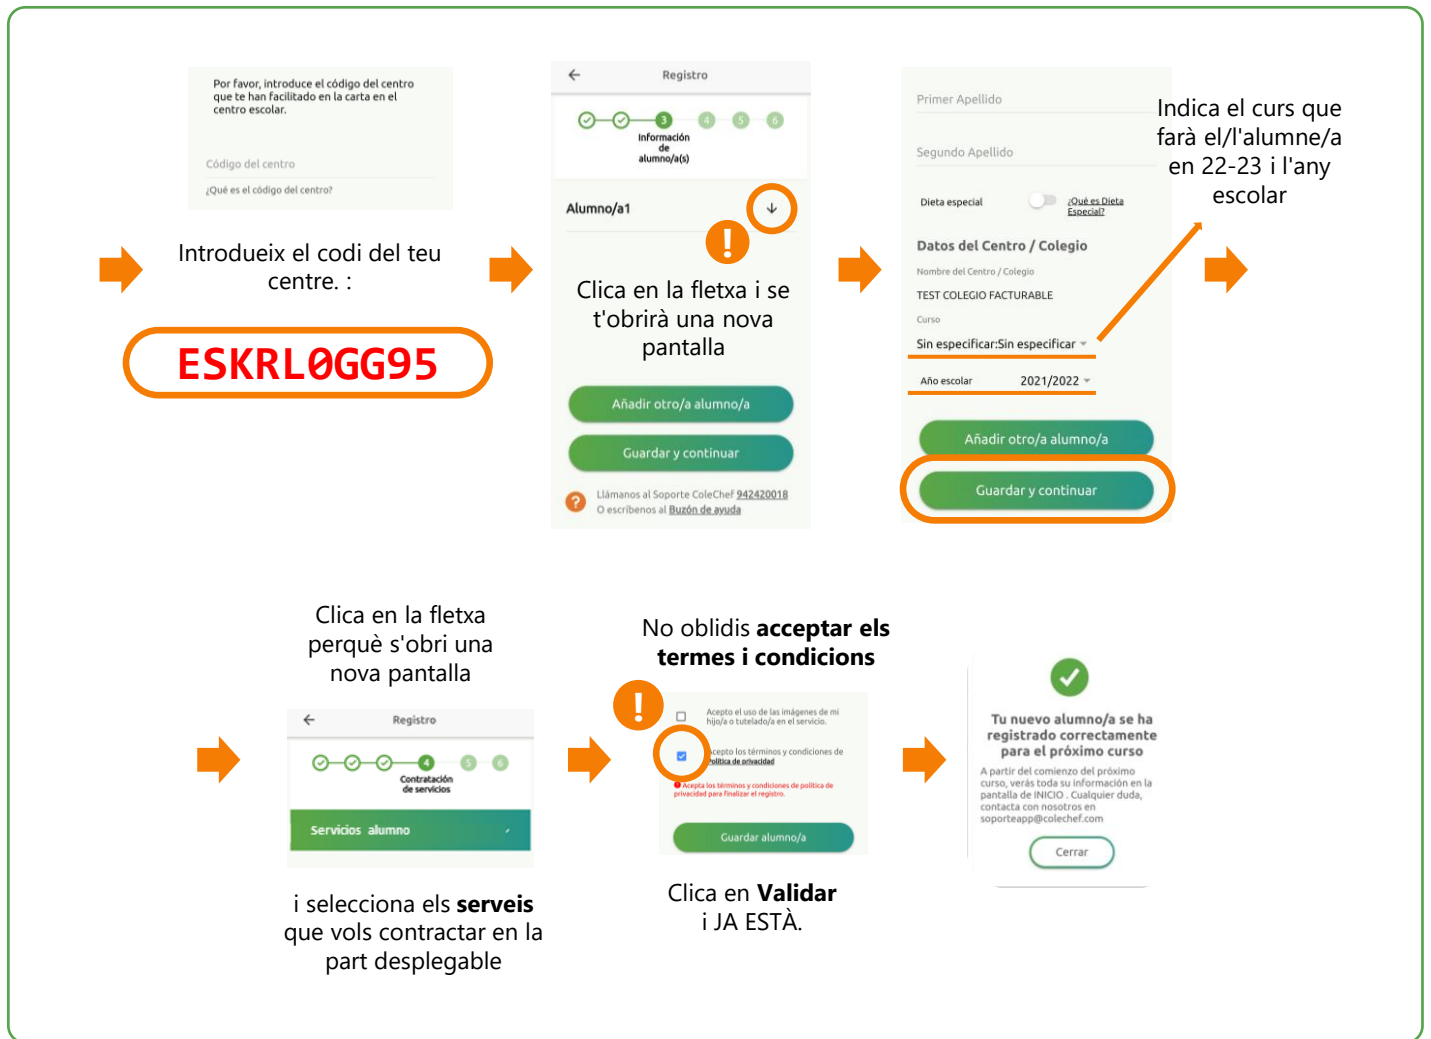 Por favor, introduce el código del centro
que te han facilitado en la carta en el
centro escolar.
Código del centro
¿Qué es el código del centro?
Introdueix el codi del teu
centre. :
ESKRL0GG95
Registro
3
4
5
6
Información
de
alumno/a(s)
Alumno/a1
!
Clica en la fletxa i se
t'obrirà una nova
pantalla
Añadir otro/a alumno/a
Guardar y continuar
?
Llámanos al Soporte ColeChef 942420018
O escríbenos al Buzón de ayuda
Primer Apellido
Segundo Apellido
Dieta especial
¿Qué es Dieta
Especial?
Datos del Centro / Colegio
Nombre del Centro / Colegio
TEST COLEGIO FACTURABLE
Curso
Sin especificar:Sin especificar
Año escolar 2021/2022
Añadir otro/a alumno/a
Guardar y continuar
Indica el curs que
farà el/l'alumne/a
en 22-23 i l'any
escolar
Clica en la fletxa
perquè s'obri una
nova pantalla
Registro
4
5
6
Contratación
de servicios
Servicios alumno
i selecciona els serveis
que vols contractar en la
part desplegable
No oblidis acceptar els
termes i condicions
!
Acepto el uso de las imágenes de mi
hijo/a o tutelado/a en el servicio.
Acepto los términos y condiciones de
Política de privacidad
Acepta los términos y condiciones de política de
privacidad para finalizar el registro.
Guardar alumno/a
Clica en Validar
i JA ESTÀ.
Tu nuevo alumno/a se ha
registrado correctamente
para el próximo curso
A partir del comienzo del próximo
curso, verás toda su información en la
pantalla de INICIO . Cualquier duda,
contacta con nosotros en
soporteapp@colechef.com
Cerrar